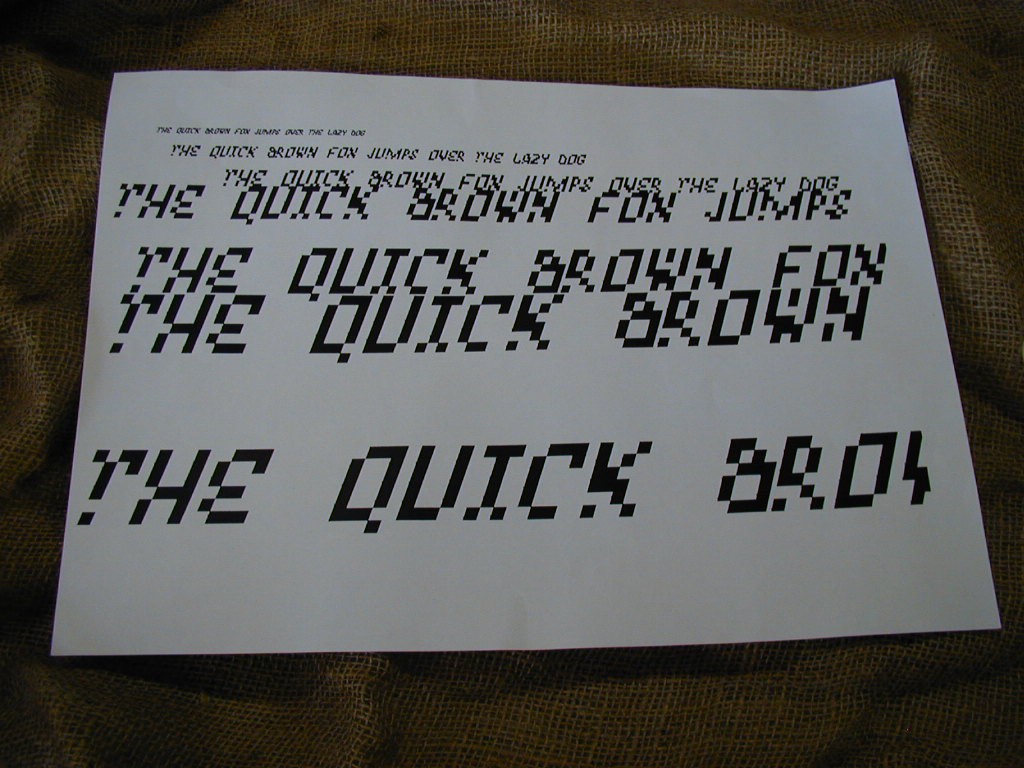 THE QUICK BROWN FOX JUMPS OVER THE LAZY DOG
THE QUICK BROWN FOX JUMPS OVER THE LAZY DOG
THE QUICK BROWN FOX JUMPS OVER THE LAZY DOG
THE QUICK BROWN FOX JUMPS
THE QUICK BROWN FOX
THE QUICK BROWN
THE QUICK BRO